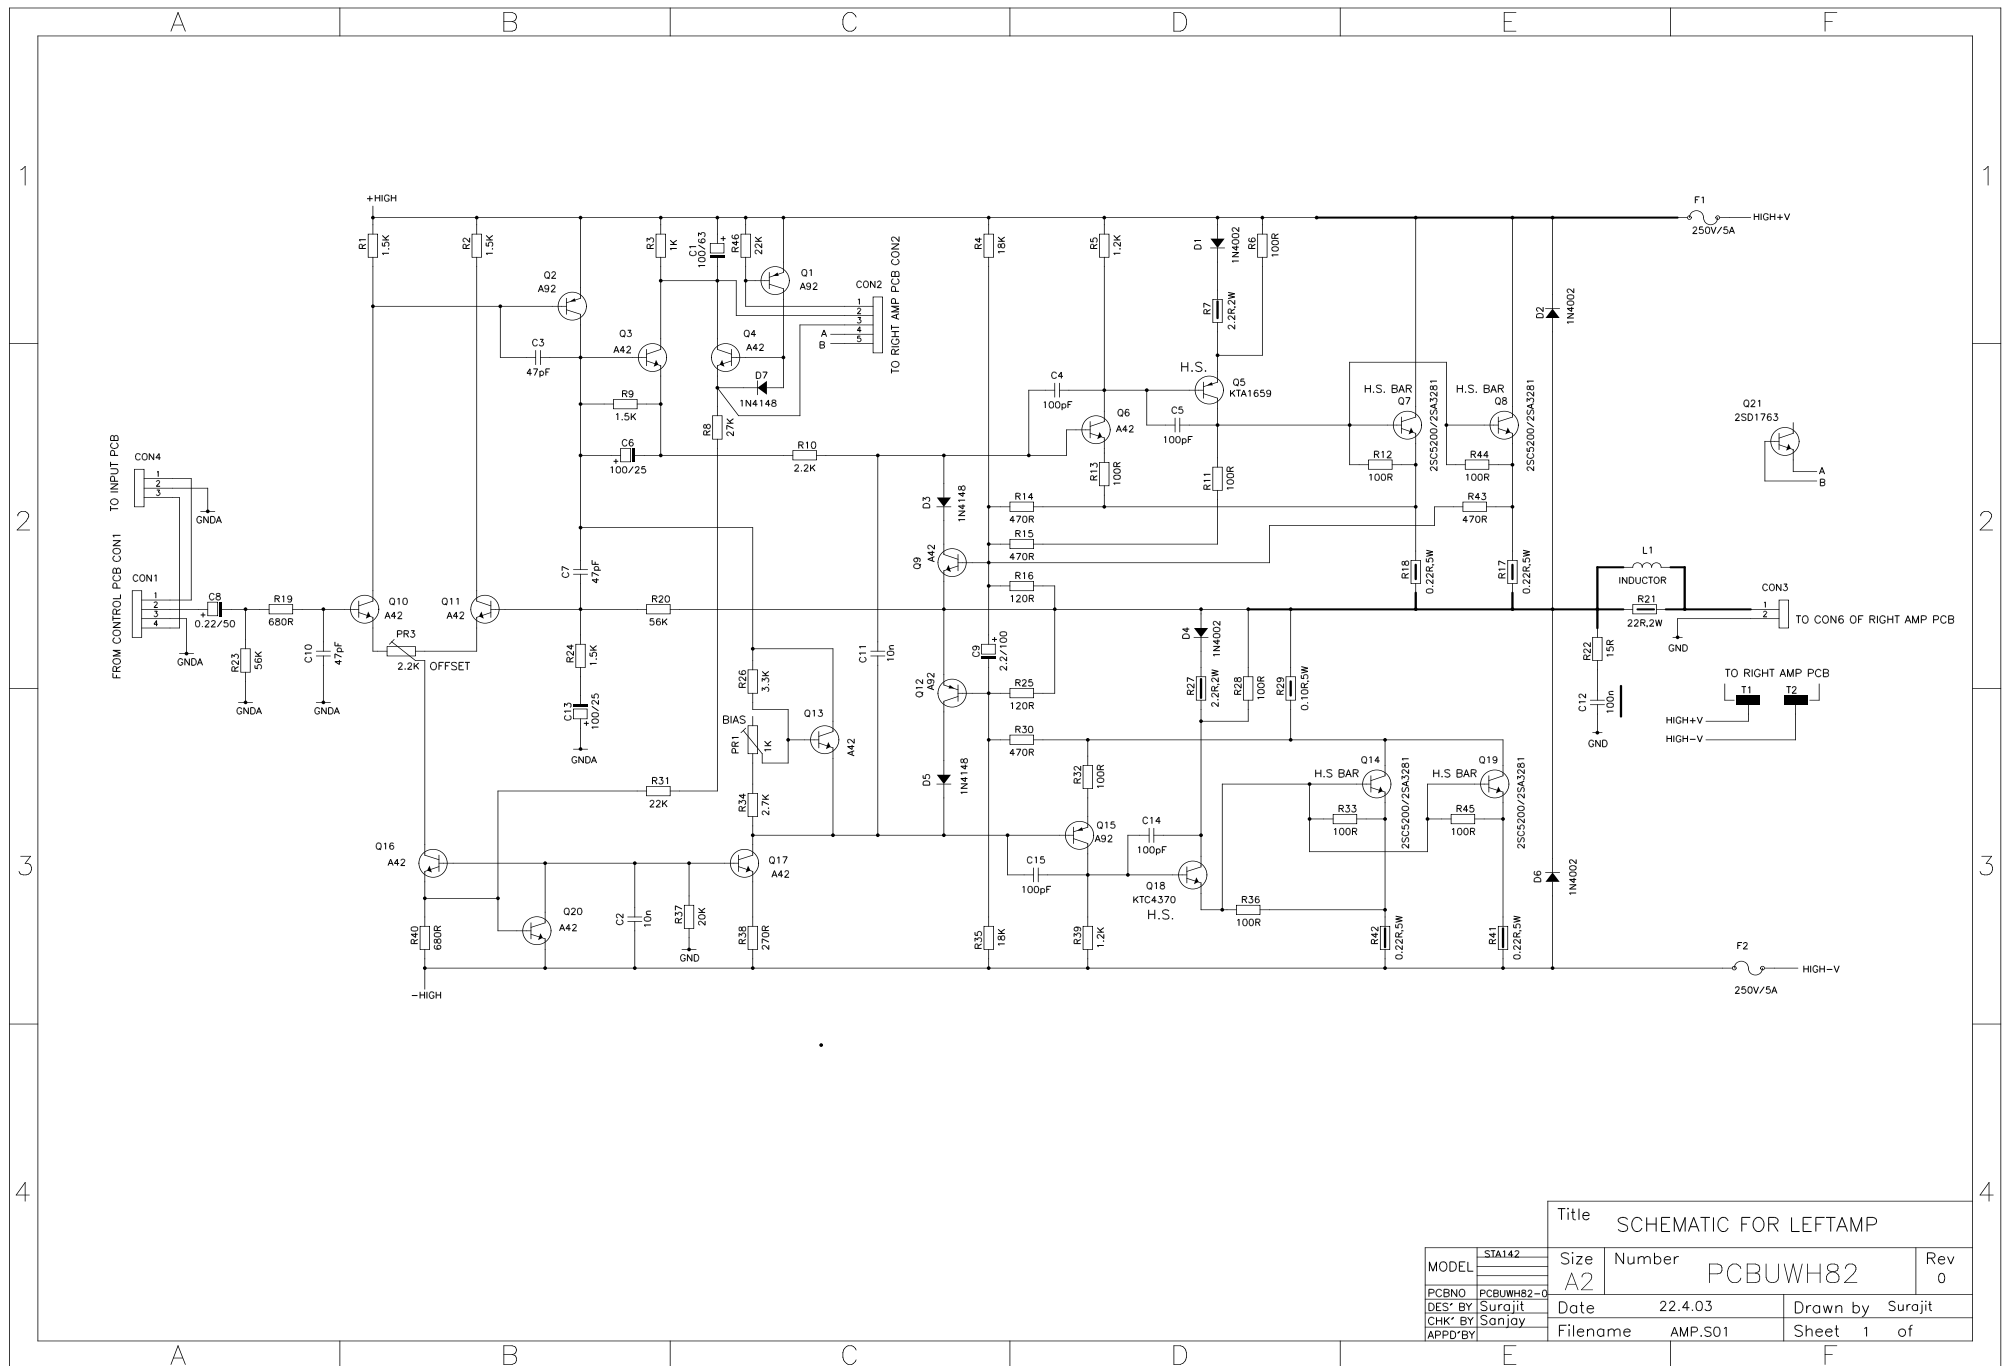 A B C D E F
1
1
+HIGH
F1
250V/5A
HIGH+V
R1
1.5K
R2
1.5K
R3
1K
C1
100/63
R46
22K
R4
18K
R5
1.2K
D1
1N4002
R6
100R
Q2
A92
Q1
A92
CON2
1
2
3
4
5
A
B
TO RIGHT AMP PCB CON2
R7
2.2R,2W
D2
1N4002
C3
47pF
Q3
A42
Q4
A42
D7
1N4148
R9
1.5K
R8
27K
C6
+
100/25
R10
2.2K
C4
100pF
H.S.
Q5
KTA1659
C5
100pF
Q6
A42
R13
100R
R11
100R
H.S. BAR
Q7
2SC5200/2SA3281
H.S. BAR
Q8
2SC5200/2SA3281
R12
100R
R44
100R
R43
470R
Q21
2SD1763
A
B
2
2
TO INPUT PCB
CON4
1
2
3
GNDA
FROM CONTROL PCB CON1
CON1
1
2
3
4
GNDA
C8
+
0.22/50
R19
680R
R23
56K
GNDA
C10
47pF
GNDA
Q10
A42
Q11
A42
PR3
2.2K
OFFSET
C7
47pF
R20
56K
R24
1.5K
C13
+
100/25
GNDA
D3
1N4148
Q9
A42
R14
470R
R15
470R
R16
120R
C11
10n
C9
+
2.2/100
Q12
A92
R25
120R
R30
470R
D5
1N4148
R26
3.3K
BIAS
PR1
1K
Q13
A42
R34
2.7K
R31
22K
D4
1N4002
R27
2.2R,2W
R28
100R
R29
0.10R,5W
R18
0.22R,5W
R17
0.22R,5W
L1
INDUCTOR
R21
22R,2W
R22
15R
C12
100n
GND
CON3
1
2
TO CON6 OF RIGHT AMP PCB
GND
TO RIGHT AMP PCB
T1
T2
HIGH+V
HIGH-V
3
3
Q16
A42
R40
680R
-HIGH
Q20
A42
C2
10n
R37
20K
GND
Q17
A42
R38
270R
R35
18K
C15
100pF
Q15
A92
R32
100R
R39
1.2K
C14
100pF
Q18
KTC4370
H.S.
R36
100R
H.S BAR
Q14
2SC5200/2SA3281
R33
100R
H.S BAR
Q19
2SC5200/2SA3281
R45
100R
R42
0.22R,5W
R41
0.22R,5W
D6
1N4002
F2
250V/5A
HIGH-V
4
4
Title SCHEMATIC FOR LEFTAMP
MODEL STA142
Size A2
Number PCBUWH82
Rev 0
PCBNO PCBUWH82-0
DES' BY Surajit
CHK' BY Sanjay
APPD'BY
Date 22.4.03
Drawn by Surajit
Filename AMP.S01
Sheet 1 of
A B C D E F